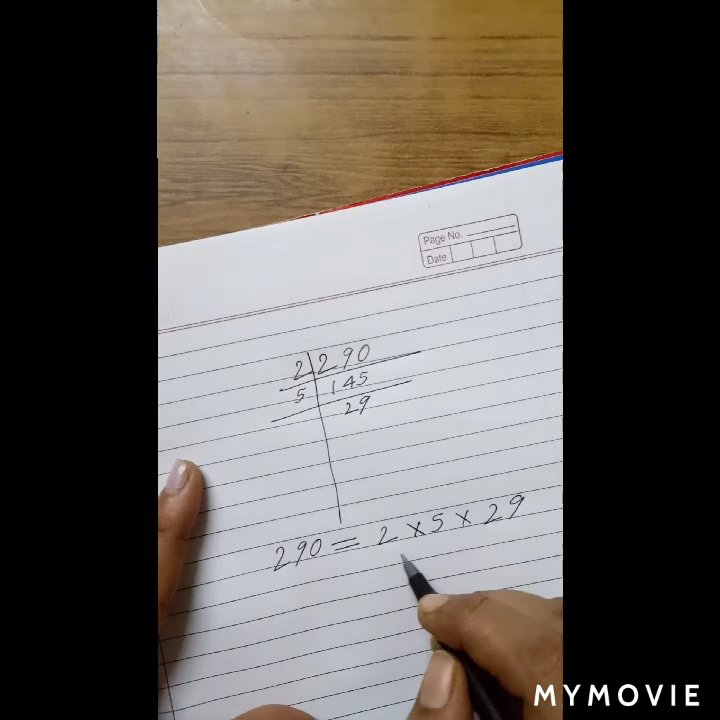 Page No.
Date
2 290
5 145
29
290 = 2 × 5 × 29
MYMOVIE